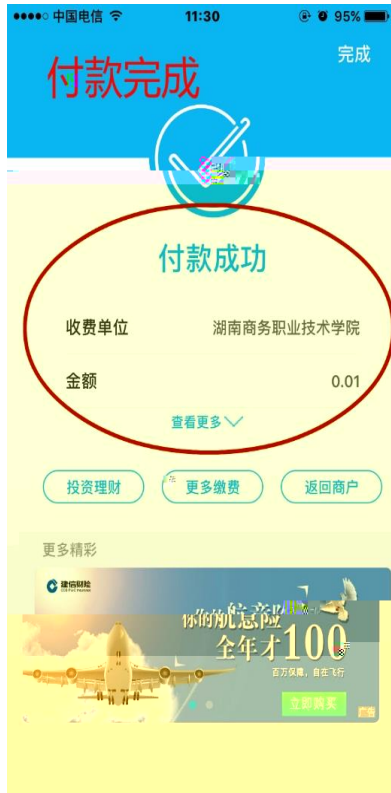 中国电信 11:30 95%
完成
付款完成
付款成功
收费单位 湖南商务职业技术学院
金额 0.01
查看更多
投资理财 更多缴费 返回商户
更多精彩
建信财险
你的航意险
全年才100
百万保障，自在飞行
立即购买
广告